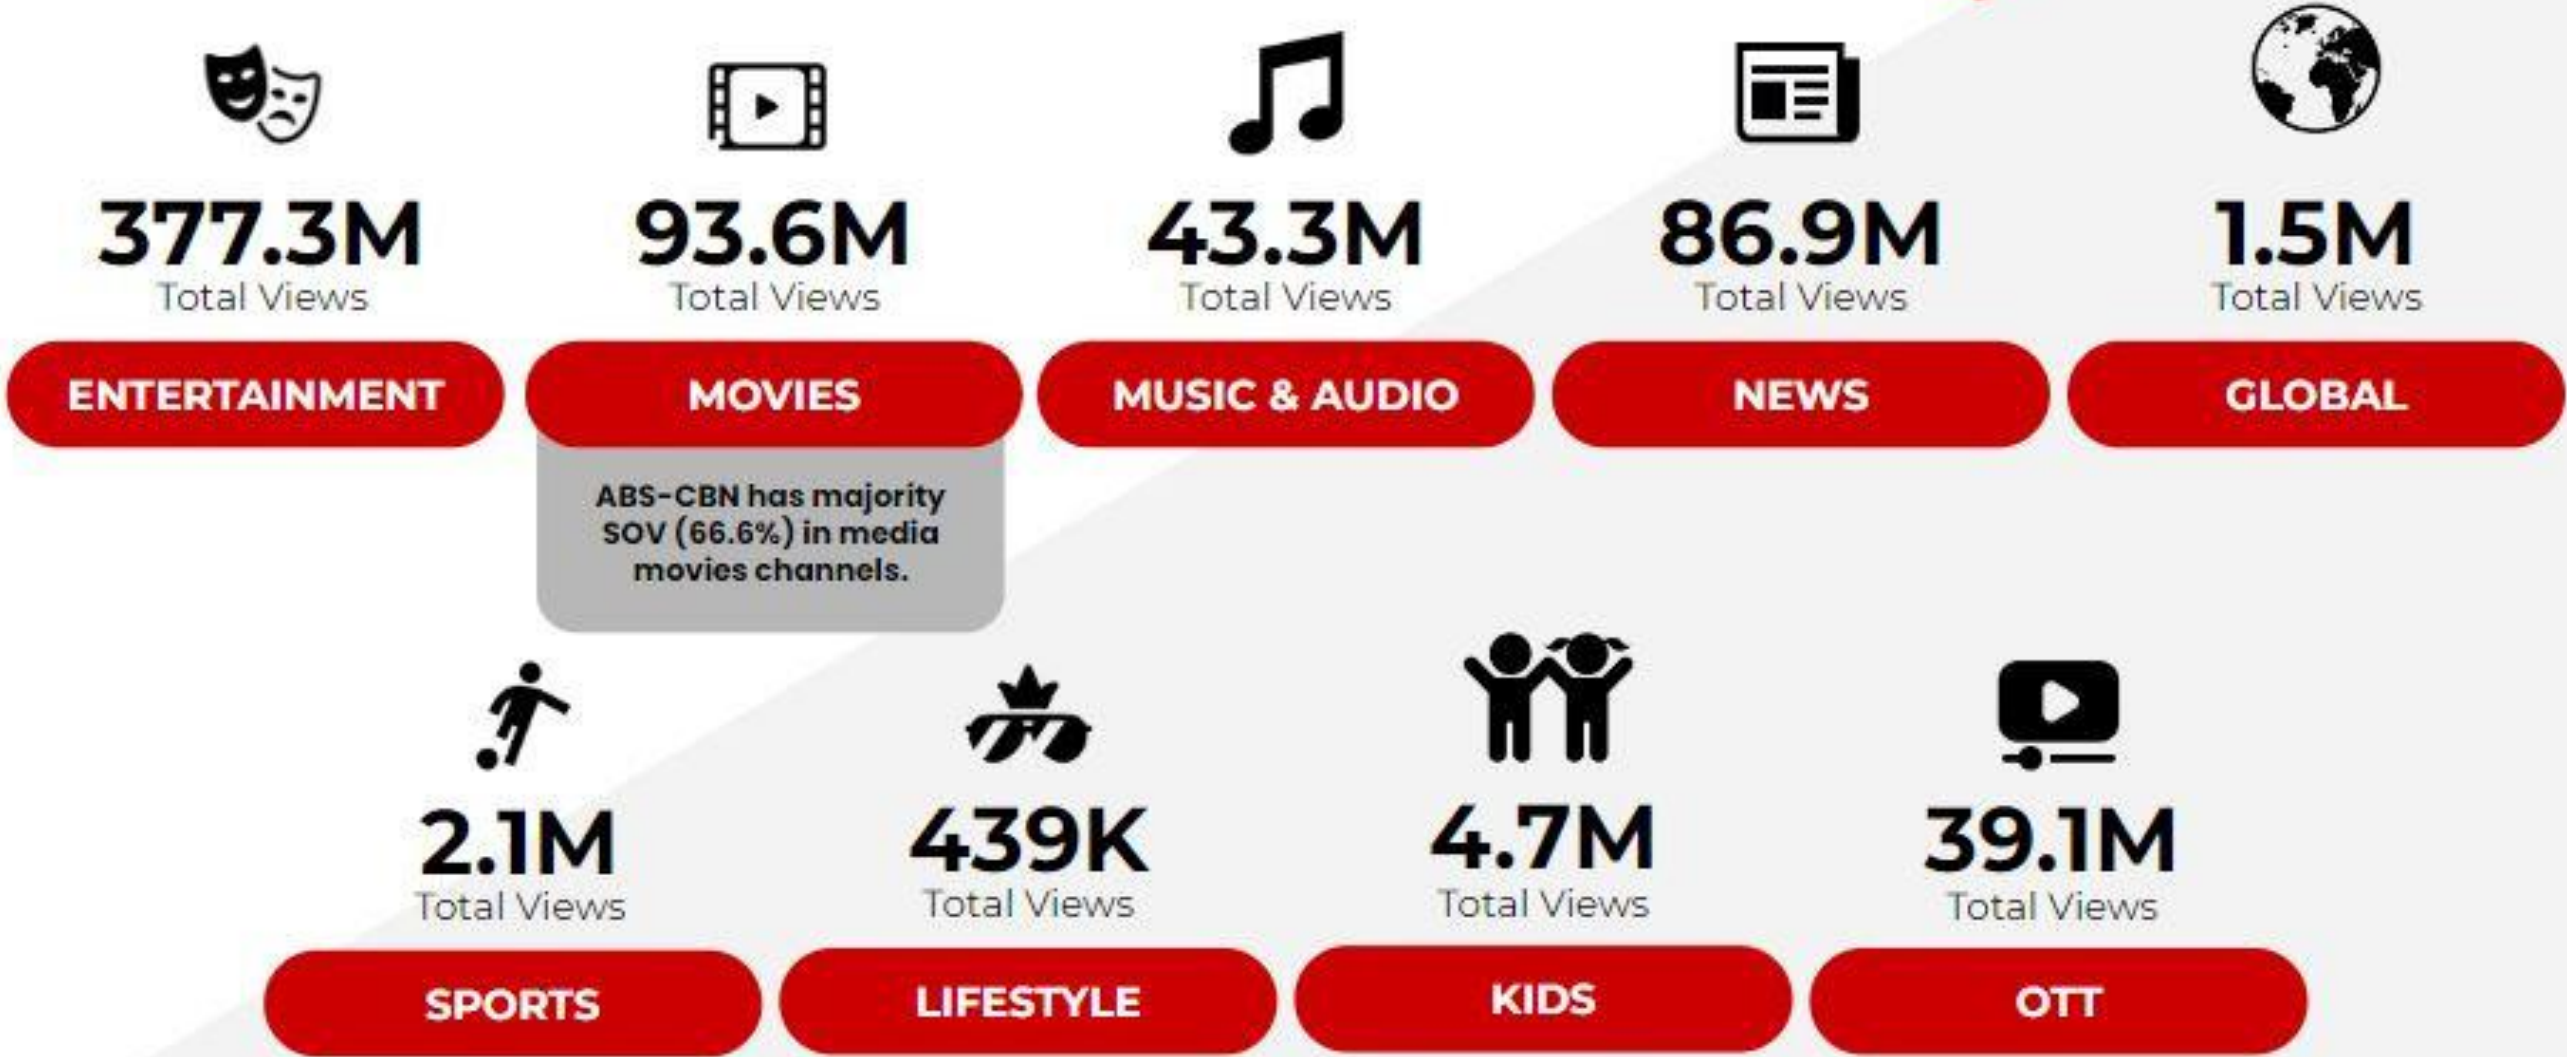 377.3M
Total Views
ENTERTAINMENT
93.6M
Total Views
MOVIES
ABS-CBN has majority
SOV (66.6%) in media
movies channels.
43.3M
Total Views
MUSIC & AUDIO
86.9M
Total Views
NEWS
1.5M
Total Views
GLOBAL
2.1M
Total Views
SPORTS
439K
Total Views
LIFESTYLE
4.7M
Total Views
KIDS
39.1M
Total Views
OTT